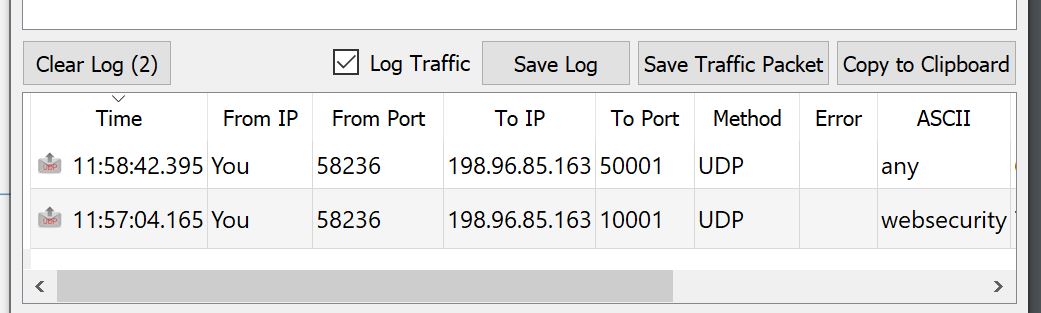 Clear Log (2) Log Traffic Save Log Save Traffic Packet Copy to Clipboard
Time From IP From Port To IP To Port Method Error ASCII
UDP 11:58:42.395 You 58236 198.96.85.163 50001 UDP any
UDP 11:57:04.165 You 58236 198.96.85.163 10001 UDP websecurity